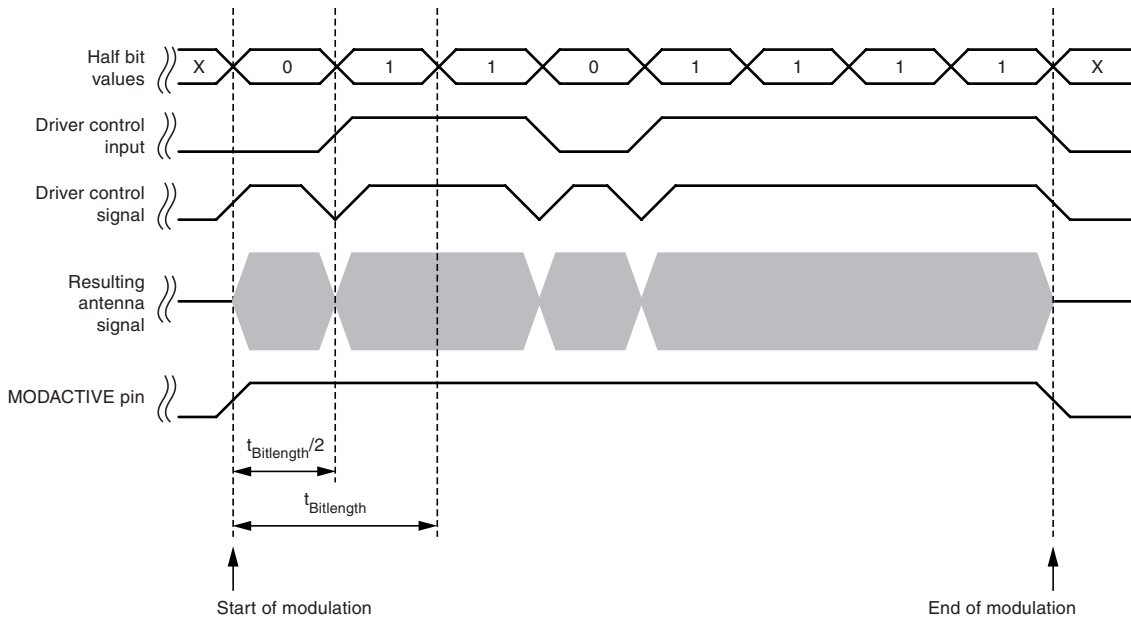 Half bit
values
X 0 1 1 0 1 1 1 1 X
Driver control
input
Driver control
signal
Resulting
antenna
signal
MODACTIVE pin
tBitlength/2
tBitlength
Start of modulation
End of modulation